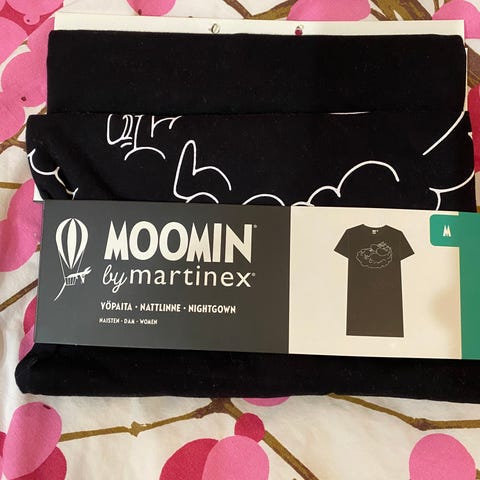 MOOMIN
by martinex
YÖPAITA • NATTLINNE • NIGHTGOWN
NAISTEN • DAM • WOMEN
M